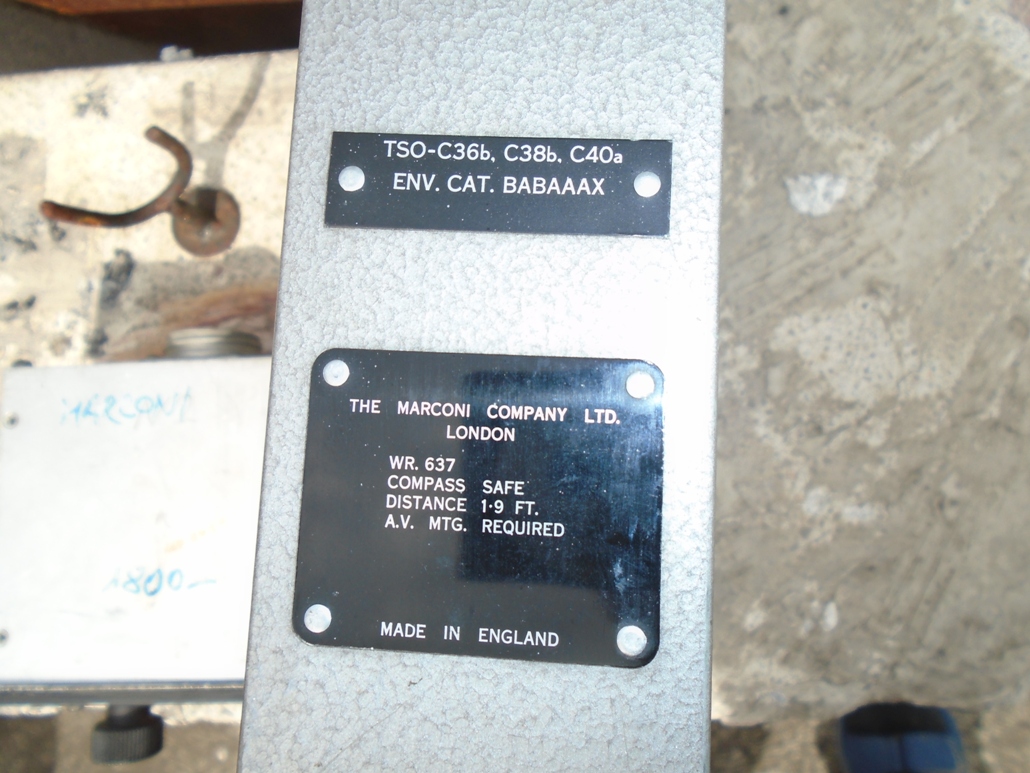 TSO-C36b, C38b, C40a
ENV. CAT. BABAAAX
THE MARCONI COMPANY LTD.
LONDON
WR. 637
COMPASS SAFE
DISTANCE 1·9 FT.
A.V. MTG. REQUIRED
MADE IN ENGLAND
MARCONI
1800-